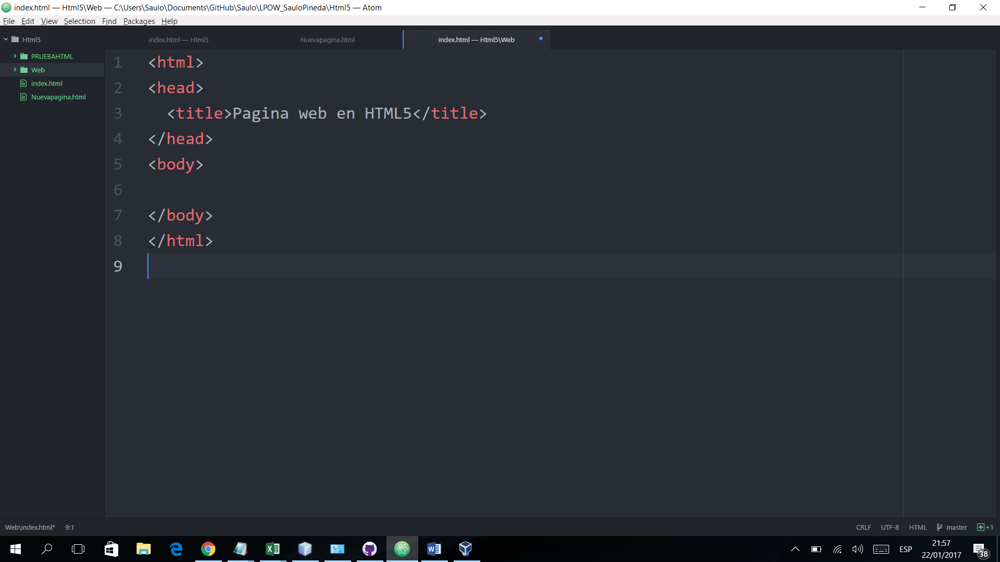 index.html — Html5\Web — C:\Users\Saulo\Documents\GitHub\Saulo\LPOW_SauloPineda\Html5 — Atom
File Edit View Selection Find Packages Help
Html5
PRUEBAHTML
Web
index.html
Nuevapagina.html
index.html — Html5 Nuevapagina.html index.html — Html5\Web
1 <html>
2 <head>
3   <title>Pagina web en HTML5</title>
4 </head>
5 <body>
6
7 </body>
8 </html>
9
Web\index.html* 9:1 CRLF UTF-8 HTML master +1
ESP
21:57
22/01/2017
38